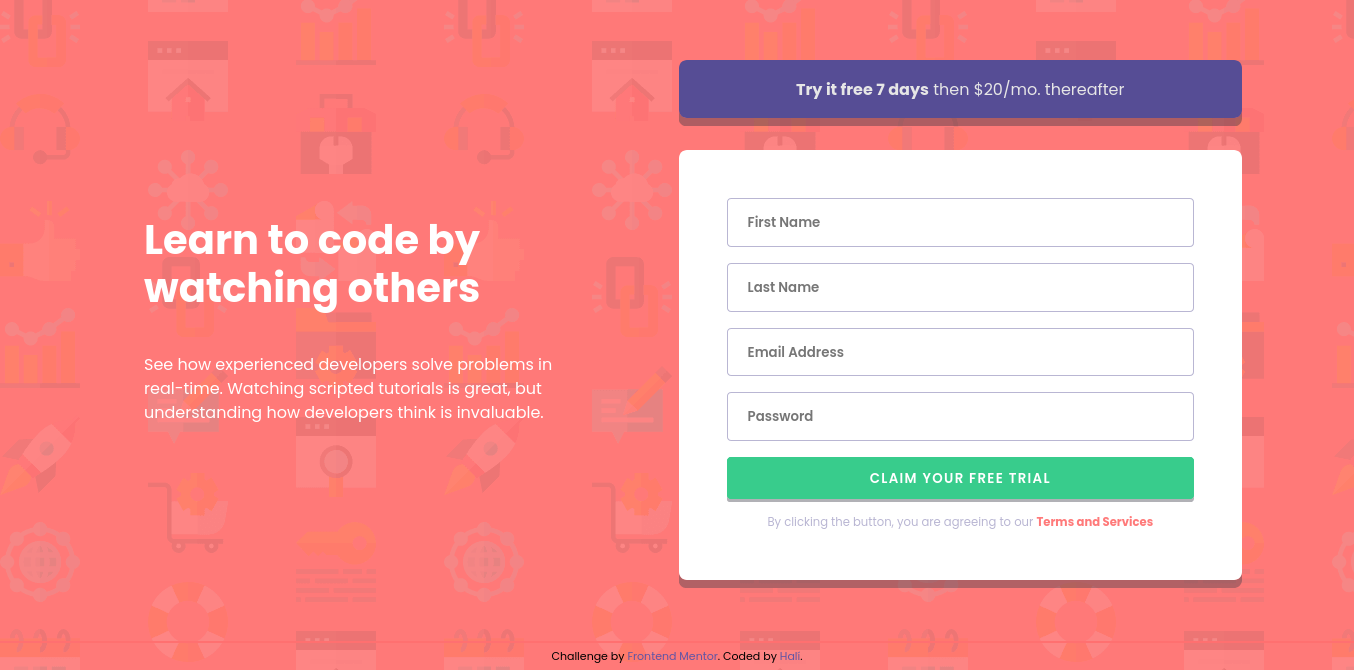 Learn to code by
watching others
See how experienced developers solve problems in
real-time. Watching scripted tutorials is great, but
understanding how developers think is invaluable.
Try it free 7 days then $20/mo. thereafter
First Name
Last Name
Email Address
Password
CLAIM YOUR FREE TRIAL
By clicking the button, you are agreeing to our Terms and Services
Challenge by Frontend Mentor. Coded by Hali.